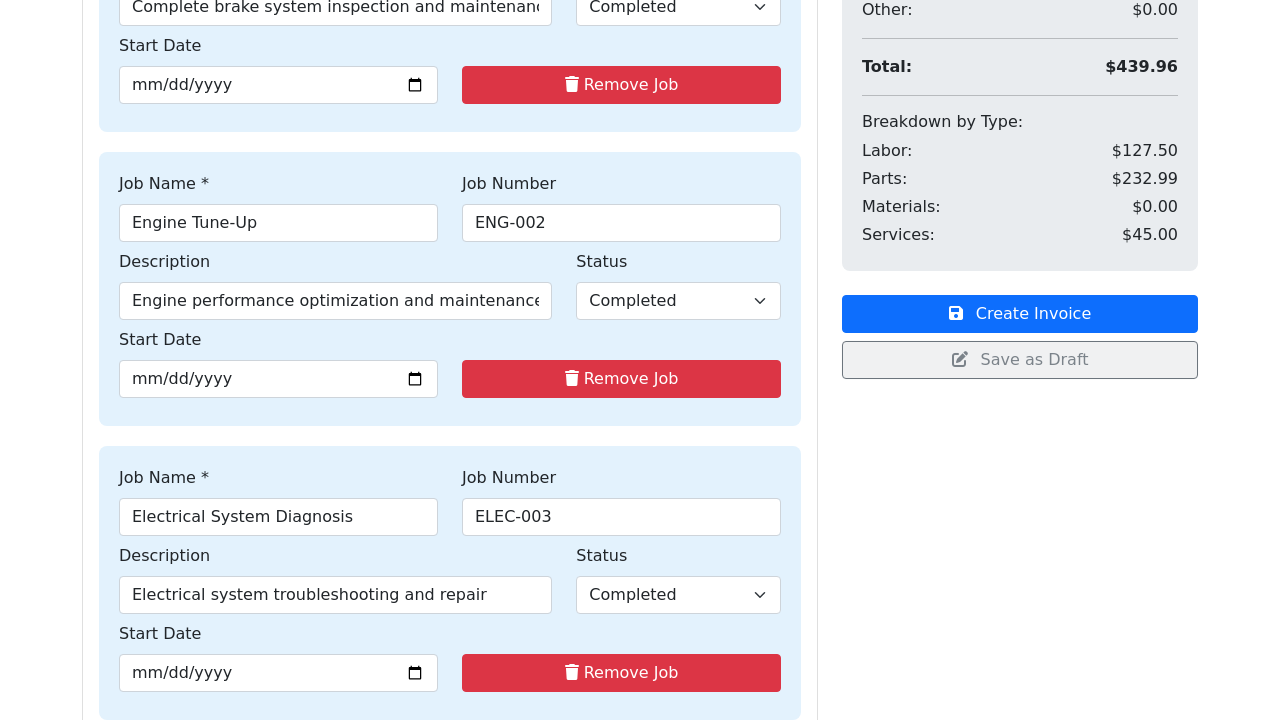 Complete brake system inspection and maintenanc
Completed
Start Date
mm/dd/yyyy
Remove Job
Job Name *
Job Number
Engine Tune-Up
ENG-002
Description
Status
Engine performance optimization and maintenance
Completed
Start Date
mm/dd/yyyy
Remove Job
Job Name *
Job Number
Electrical System Diagnosis
ELEC-003
Description
Status
Electrical system troubleshooting and repair
Completed
Start Date
mm/dd/yyyy
Remove Job
Other: $0.00
Total: $439.96
Breakdown by Type:
Labor: $127.50
Parts: $232.99
Materials: $0.00
Services: $45.00
Create Invoice
Save as Draft